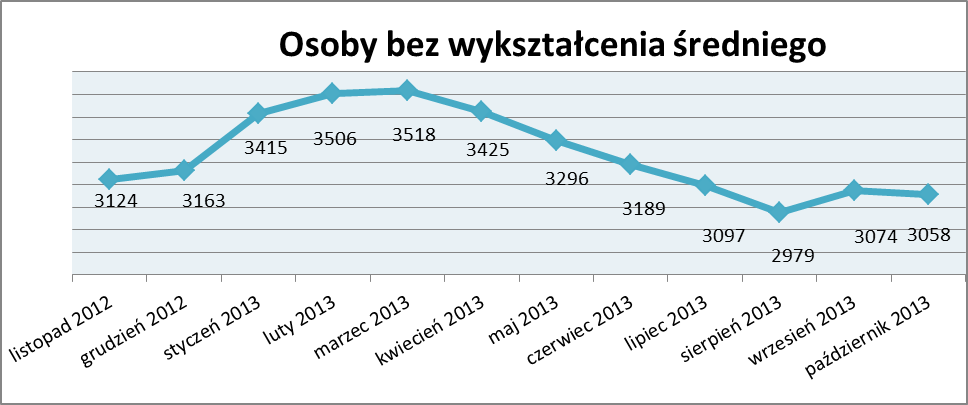 Osoby bez wykształcenia średniego
3124
3163
3415
3506
3518
3425
3296
3189
3097
2979
3074
3058
listopad 2012
grudzień 2012
styczeń 2013
luty 2013
marzec 2013
kwiecień 2013
maj 2013
czerwiec 2013
lipiec 2013
sierpień 2013
wrzesień 2013
październik 2013